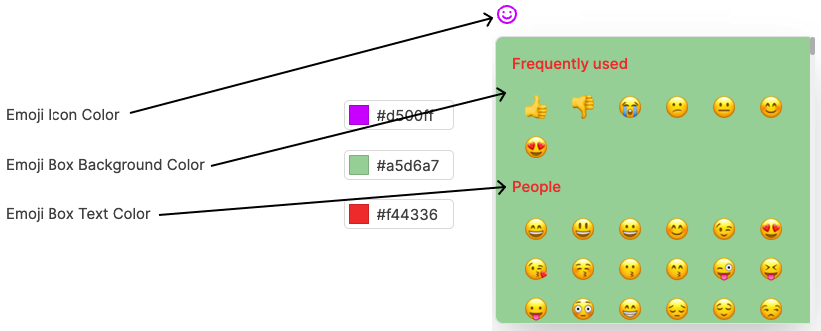 Frequently used
Emoji Icon Color
#d500ff
Emoji Box Background Color
#a5d6a7
People
Emoji Box Text Color
#f44336